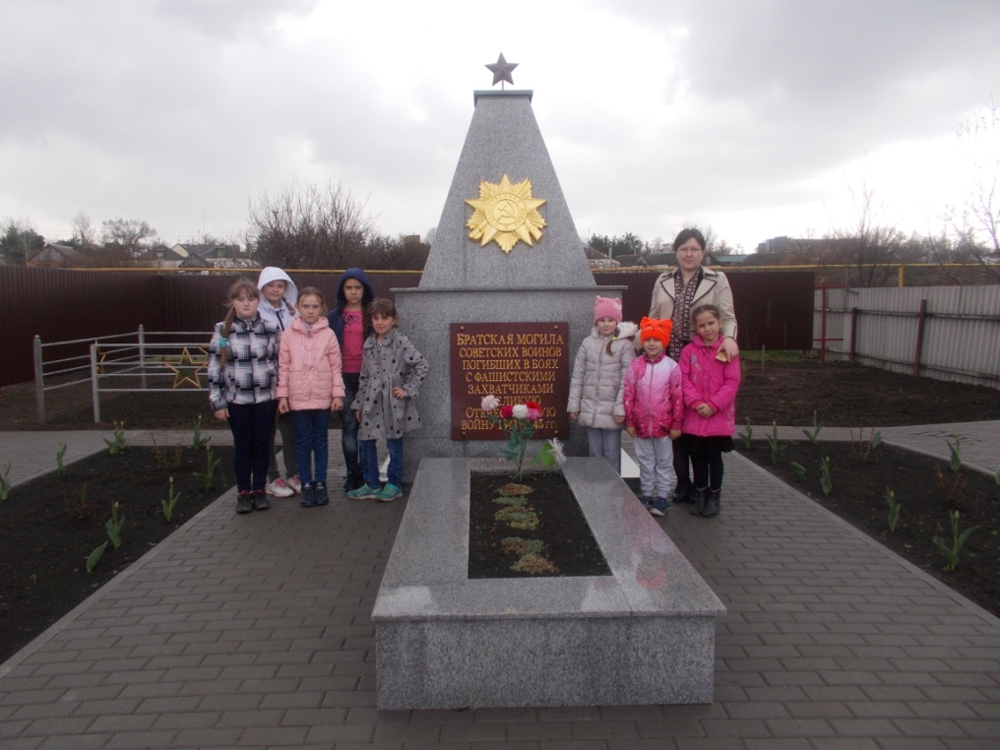 БРАТСКАЯ МОГИЛА
СОВЕТСКИХ ВОИНОВ
ПОГИБШИХ В БОЯХ
С ФАШИСТСКИМИ
ЗАХВАТЧИКАМИ
ВОЙНУ